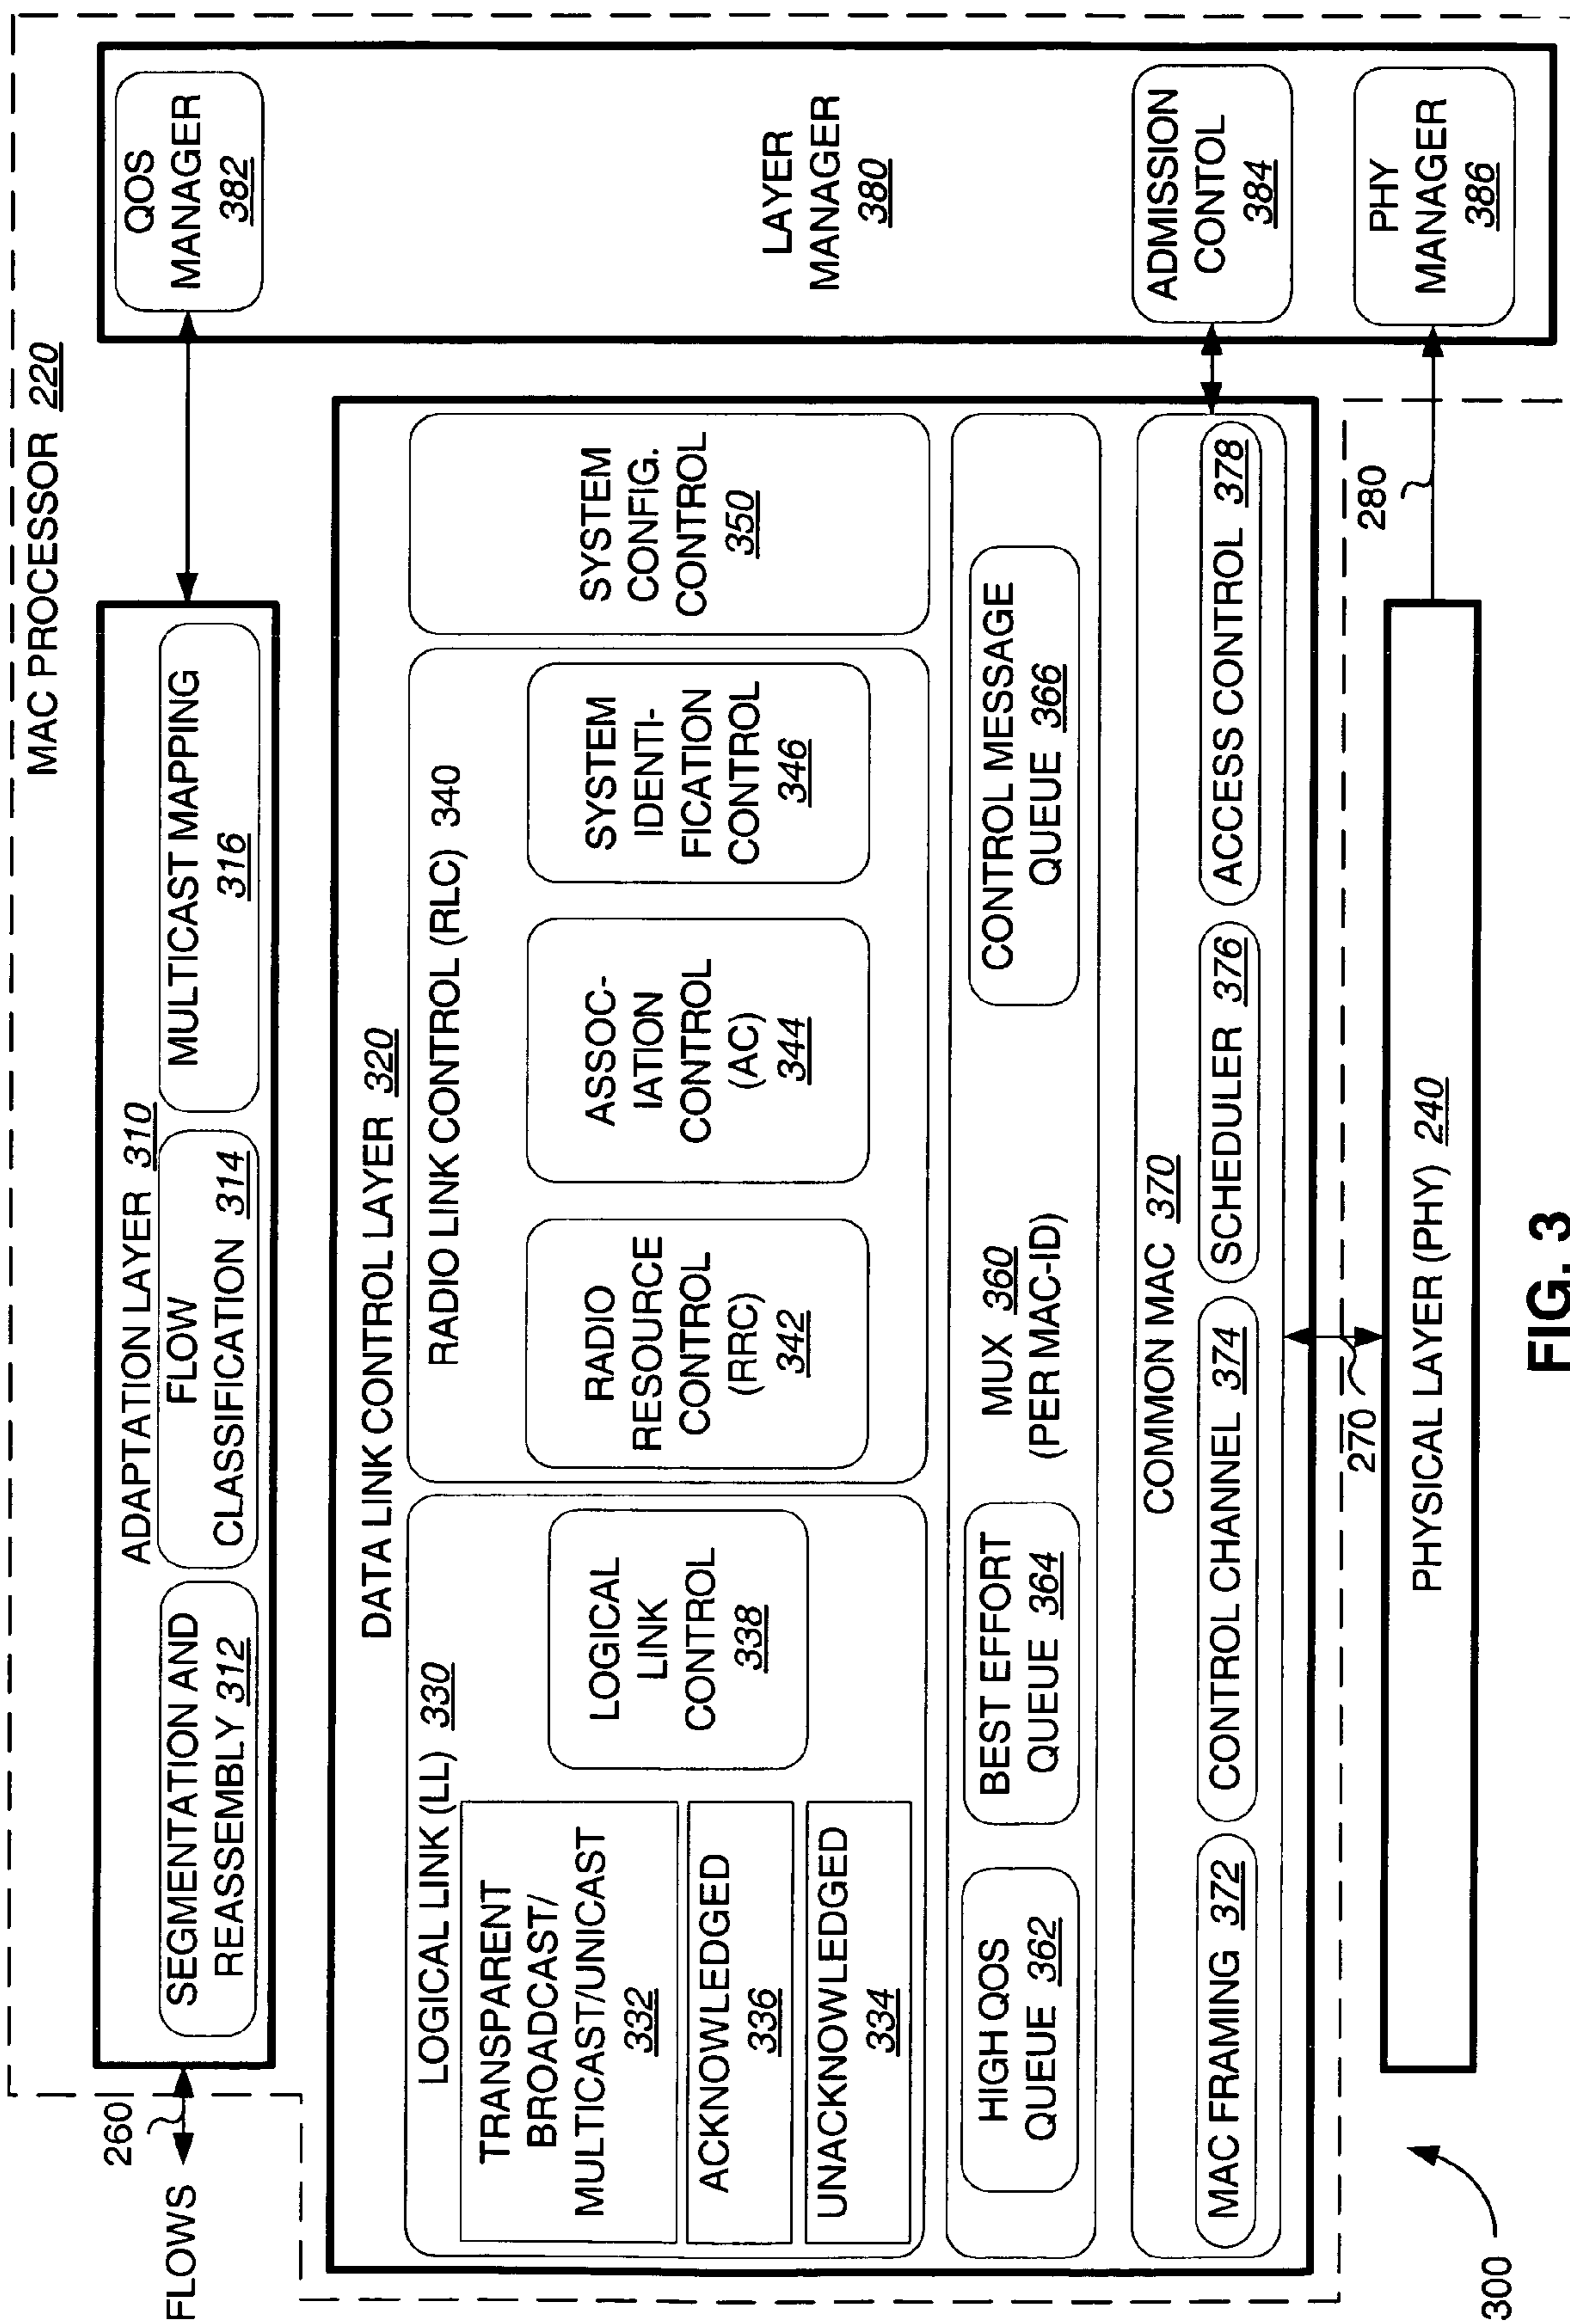 MAC PROCESSOR 220
FLOWS
260
ADAPTATION LAYER 310
SEGMENTATION AND
REASSEMBLY 312
FLOW
CLASSIFICATION 314
MULTICAST MAPPING
316
QOS
MANAGER
382
LAYER
MANAGER
380
ADMISSION
CONTOL
384
PHY
MANAGER
386
DATA LINK CONTROL LAYER 320
LOGICAL LINK (LL) 330
TRANSPARENT
BROADCAST/
MULTICAST/UNICAST
332
ACKNOWLEDGED
336
UNACKNOWLEDGED
334
LOGICAL
LINK
CONTROL
338
RADIO LINK CONTROL (RLC) 340
RADIO
RESOURCE
CONTROL
(RRC)
342
ASSOC-
IATION
CONTROL
(AC)
344
SYSTEM
IDENTI-
FICATION
CONTROL
346
SYSTEM
CONFIG.
CONTROL
350
HIGH QOS
QUEUE 362
BEST EFFORT
QUEUE 364
MUX 360
(PER MAC-ID)
CONTROL MESSAGE
QUEUE 366
COMMON MAC 370
MAC FRAMING 372
CONTROL CHANNEL 374
SCHEDULER 376
ACCESS CONTROL 378
270
280
PHYSICAL LAYER (PHY) 240
300
FIG. 3